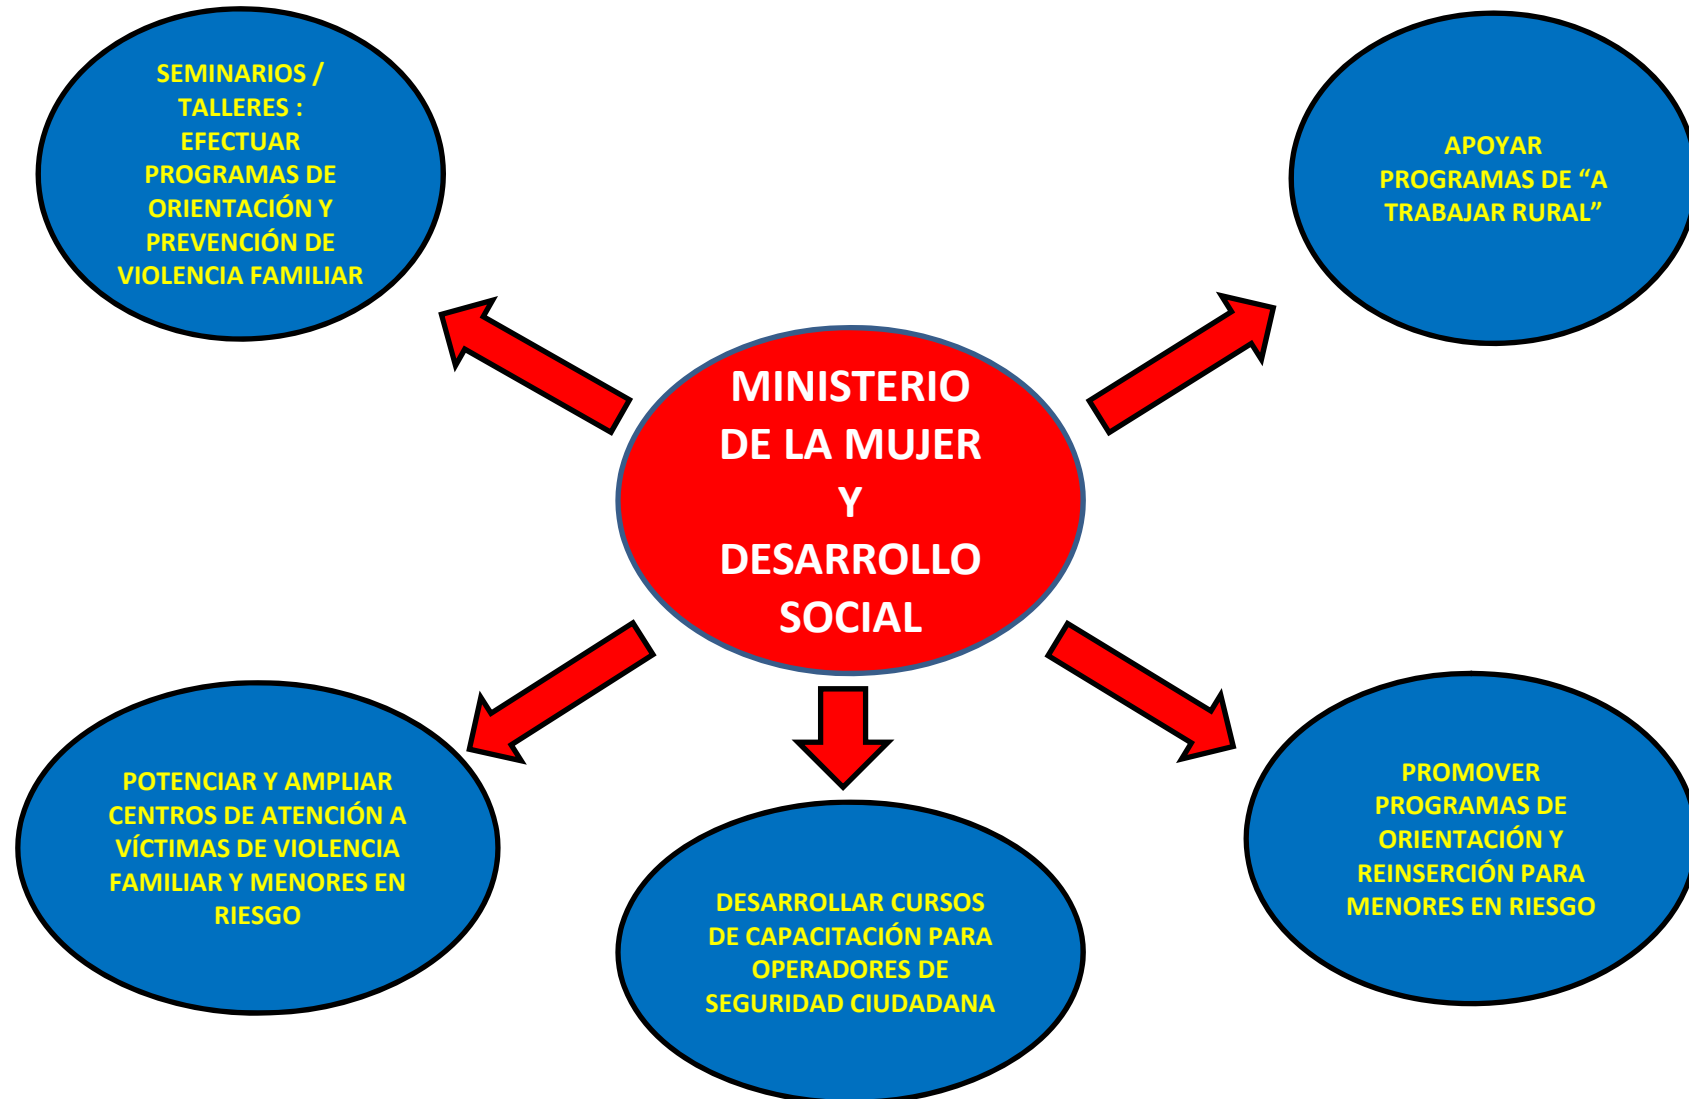 SEMINARIOS /
TALLERES :
EFECTUAR
PROGRAMAS DE
ORIENTACIÓN Y
PREVENCIÓN DE
VIOLENCIA FAMILIAR
APOYAR
PROGRAMAS DE “A
TRABAJAR RURAL”
MINISTERIO
DE LA MUJER
Y
DESARROLLO
SOCIAL
POTENCIAR Y AMPLIAR
CENTROS DE ATENCIÓN A
VÍCTIMAS DE VIOLENCIA
FAMILIAR Y MENORES EN
RIESGO
DESARROLLAR CURSOS
DE CAPACITACIÓN PARA
OPERADORES DE
SEGURIDAD CIUDADANA
PROMOVER
PROGRAMAS DE
ORIENTACIÓN Y
REINSERCIÓN PARA
MENORES EN RIESGO